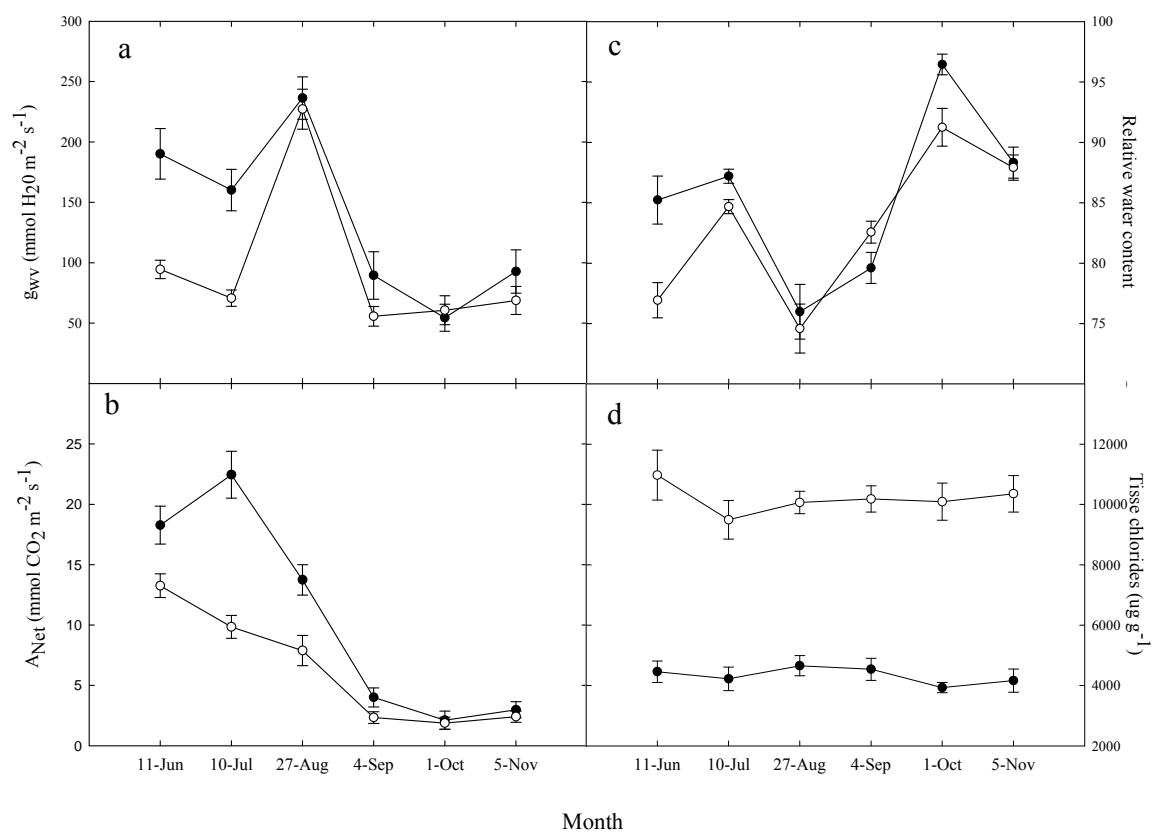 a
300
250
200
150
100
50
gwv (mmol H20 m-2 s-1)
c
100
95
90
85
80
75
Relative water content
b
25
20
15
10
5
0
ANet (mmol CO2 m-2 s-1)
11-Jun 10-Jul 27-Aug 4-Sep 1-Oct 5-Nov
d
12000
10000
8000
6000
4000
2000
Tisse chlorides (ug g-1)
11-Jun 10-Jul 27-Aug 4-Sep 1-Oct 5-Nov
Month